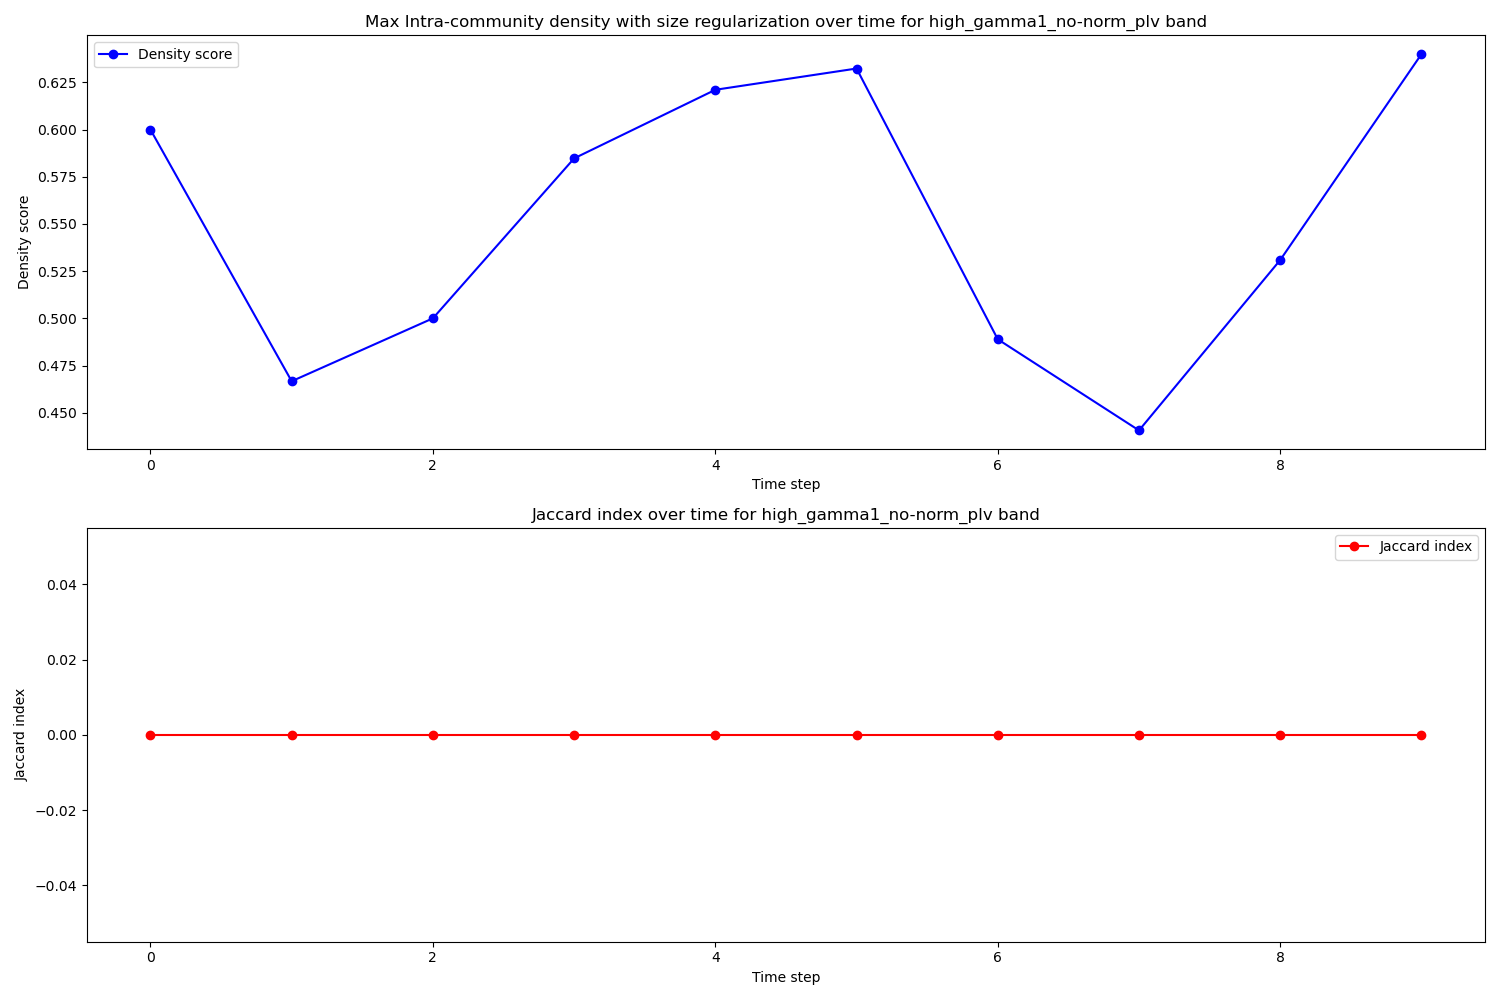 Max Intra-community density with size regularization over time for high_gamma1_no-norm_plv band
Density score
0.625
0.600
0.575
0.550
0.525
0.500
0.475
0.450
Density score
0 2 4 6 8
Time step
Jaccard index over time for high_gamma1_no-norm_plv band
Jaccard index
0.04
0.02
0.00
−0.02
−0.04
Jaccard index
0 2 4 6 8
Time step